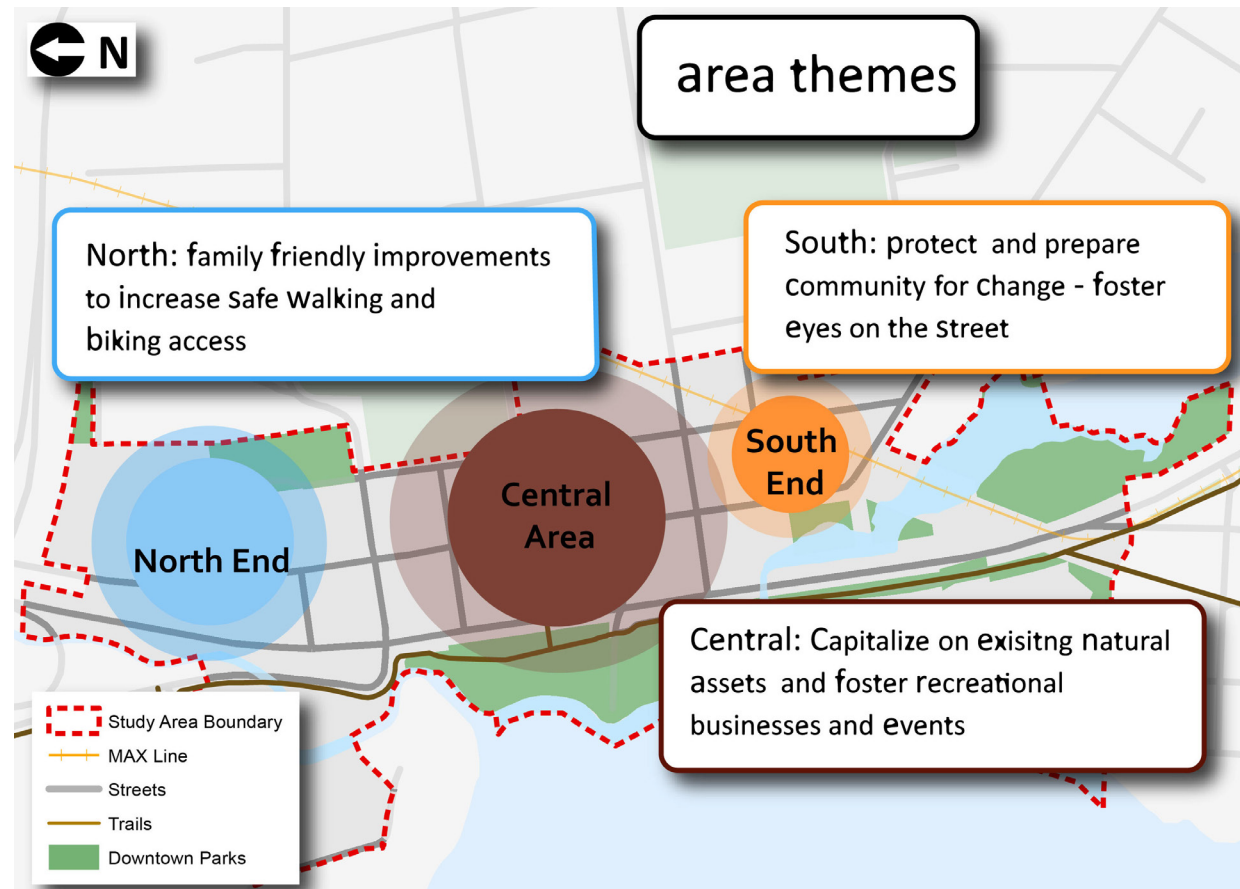 N
area themes
North: family friendly improvements
to increase safe walking and
biking access
South: protect and prepare
community for change - foster
eyes on the street
North End
Central
Area
South
End
Central: Capitalize on exisitng natural
assets and foster recreational
businesses and events
Study Area Boundary
MAX Line
Streets
Trails
Downtown Parks